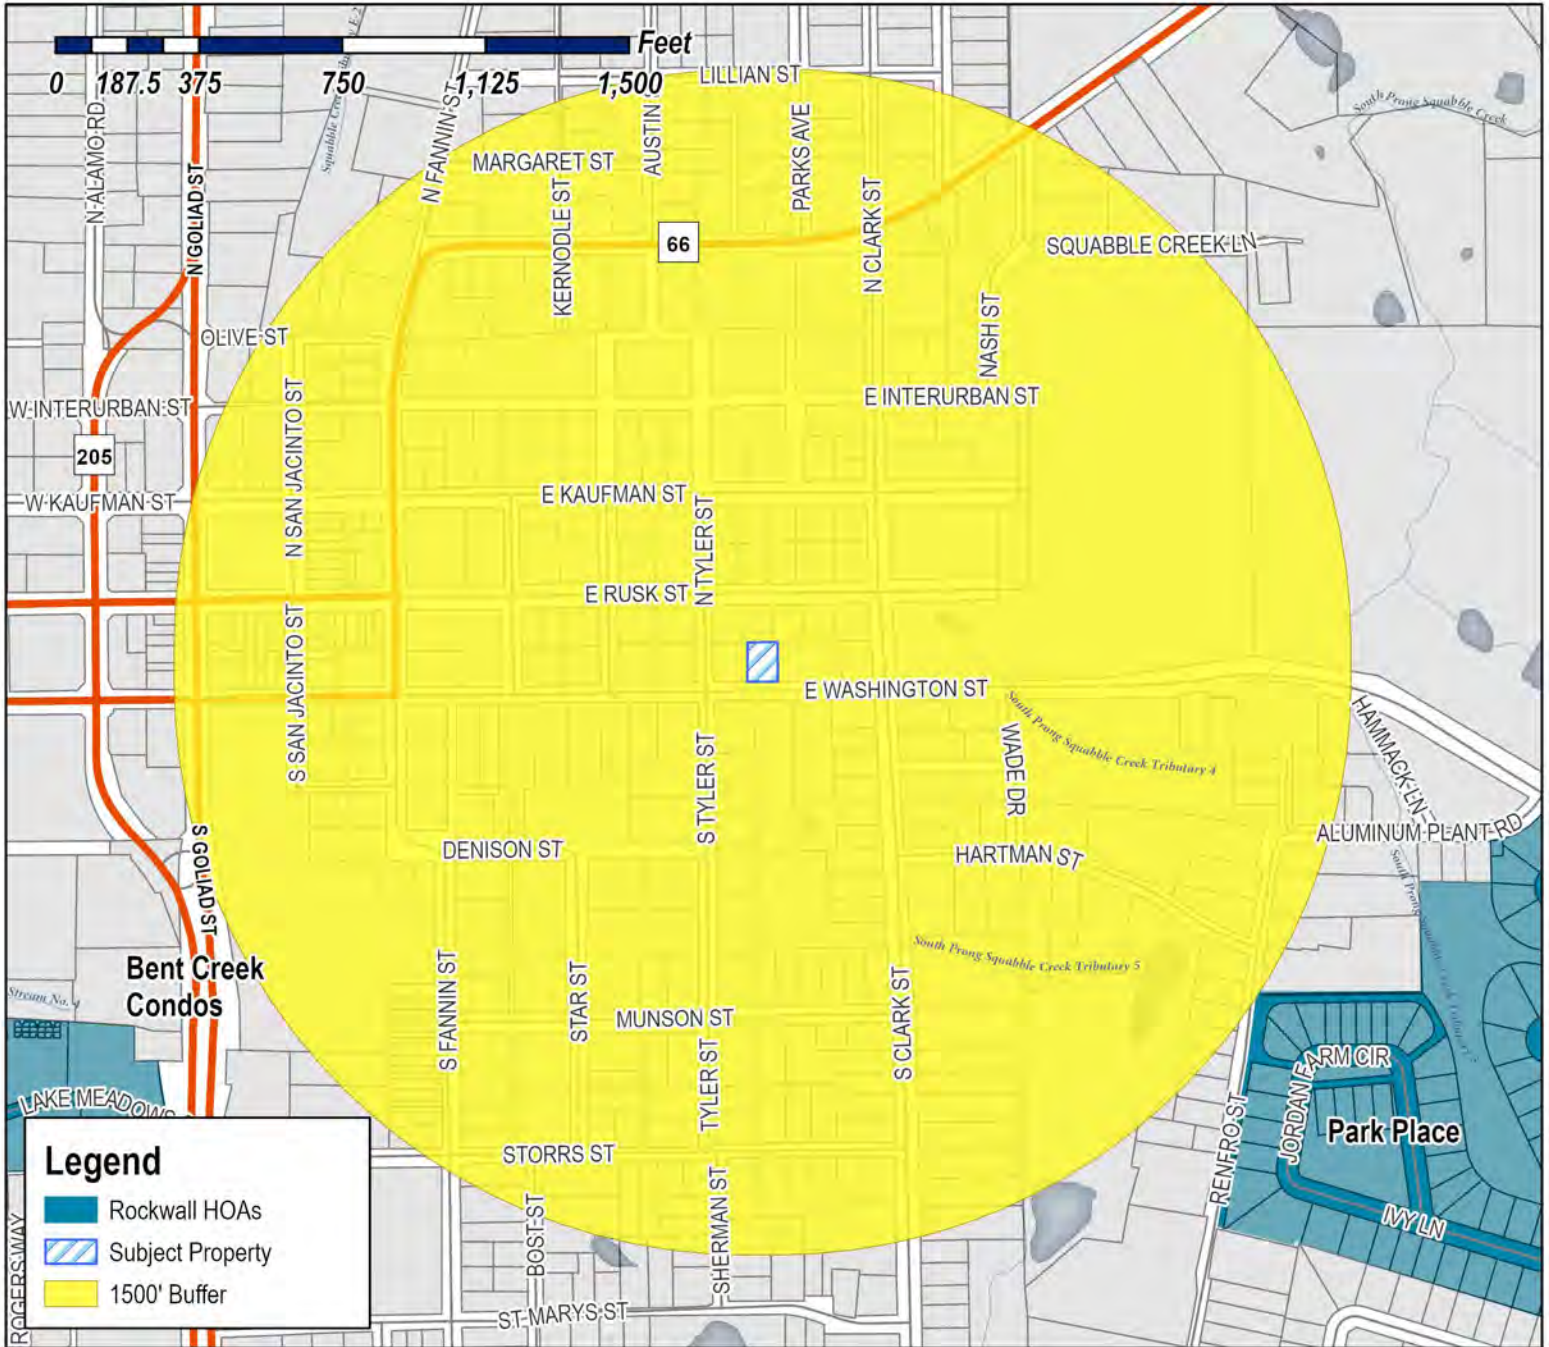 Feet
0 187.5 375 750 1,125 1,500
LILLIAN ST
N ALAMO RD
N GOLIAD ST
N FANNIN ST
MARGARET ST
AUSTIN
PARKS AVE
KERNODLE ST
N CLARK ST
66
SQUABBLE CREEK LN
South Prong Squabble Creek
NASH ST
OLIVE ST
W INTERURBAN ST
E INTERURBAN ST
205
N SAN JACINTO ST
W KAUFMAN ST
E KAUFMAN ST
N TYLER ST
E RUSK ST
S SAN JACINTO ST
E WASHINGTON ST
South Prong Squabble Creek Tributary 4
WADE DR
HAMMACK LN
S TYLER ST
ALUMINUM PLANT RD
S GOLIAD ST
DENISON ST
HARTMAN ST
South Prong Squabble Creek Tributary 5
Bent Creek
Condos
Stream No. 4
S FANNIN ST
STAR ST
MUNSON ST
S CLARK ST
TYLER ST
JORDAN FARM CIR
Park Place
RENFRO ST
IVY LN
LAKE MEADOWS
STORRS ST
BOST ST
SHERMAN ST
ST MARYS ST
ROGERS WAY
Legend
Rockwall HOAs
Subject Property
1500' Buffer